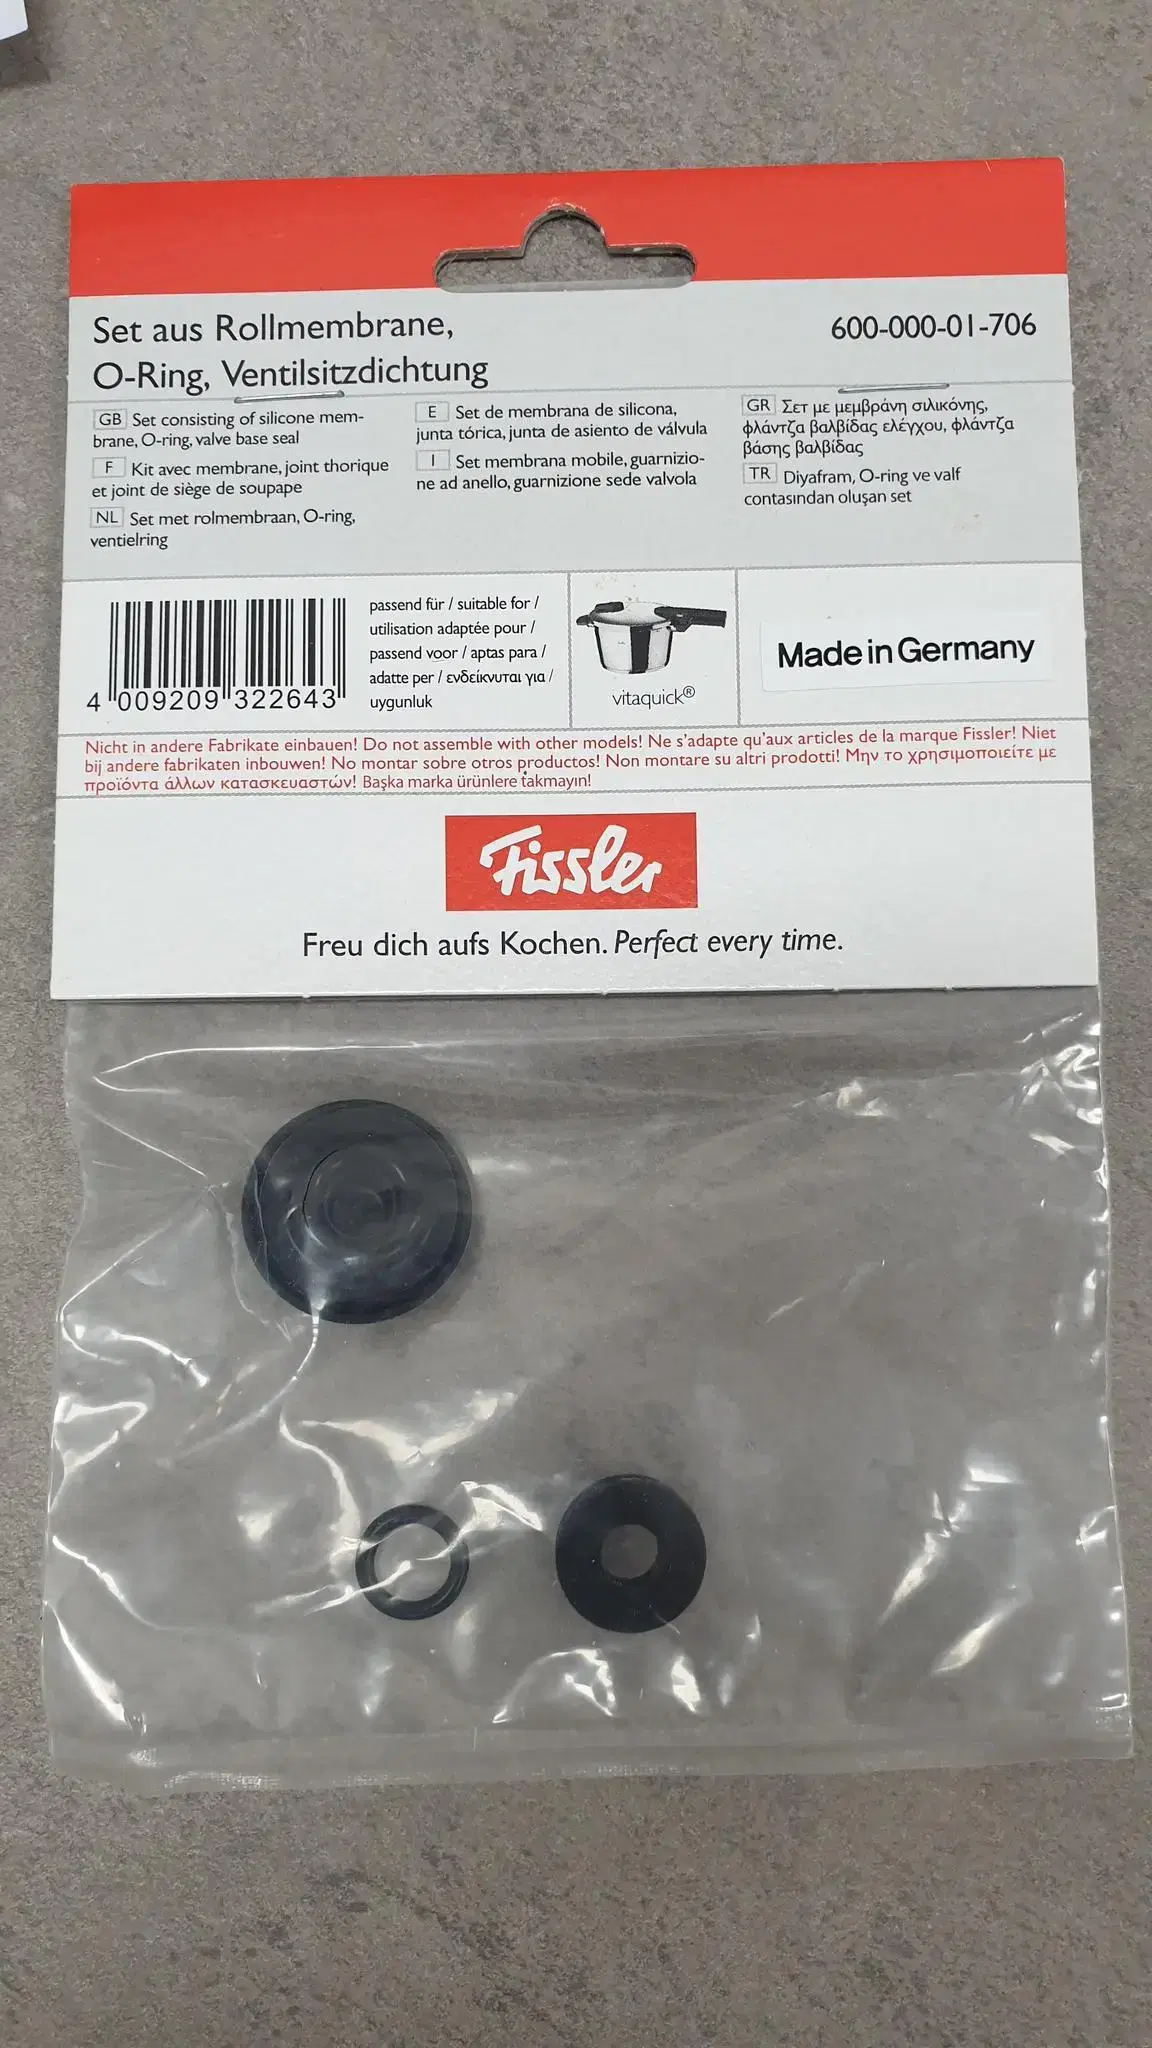 Set aus Rollmembrane,
O-Ring, Ventilsitzdichtung
600-000-01-706
GB Set consisting of silicone mem-
brane, O-ring, valve base seal
F Kit avec membrane, joint thorique
et joint de siège de soupape
NL Set met rolmembraan, O-ring,
ventielring
E Set de membrana de silicona,
junta tórica, junta de asiento de válvula
I Set membrana mobile, guarnizio-
ne ad anello, guarnizione sede valvola
GR Σετ με μεμβράνη σιλικόνης,
φλάντζα βαλβίδας ελέγχου, φλάντζα
βάσης βαλβίδας
TR Diyafram, O-ring ve valf
contasından oluşan set
4 009209 322643
passend für / suitable for /
utilisation adaptée pour /
passend voor / aptas para /
adatte per / ενδείκνυται για /
uygunluk
vitaquick®
Made in Germany
Nicht in andere Fabrikate einbauen! Do not assemble with other models! Ne s'adapte qu'aux articles de la marque Fissler! Niet
bij andere fabrikaten inbouwen! No montar sobre otros productos! Non montare su altri prodotti! Μην το χρησιμοποιείτε με
προϊόντα άλλων κατασκευαστών! Başka marka ürünlere takmayın!
Fissler
Freu dich aufs Kochen. Perfect every time.